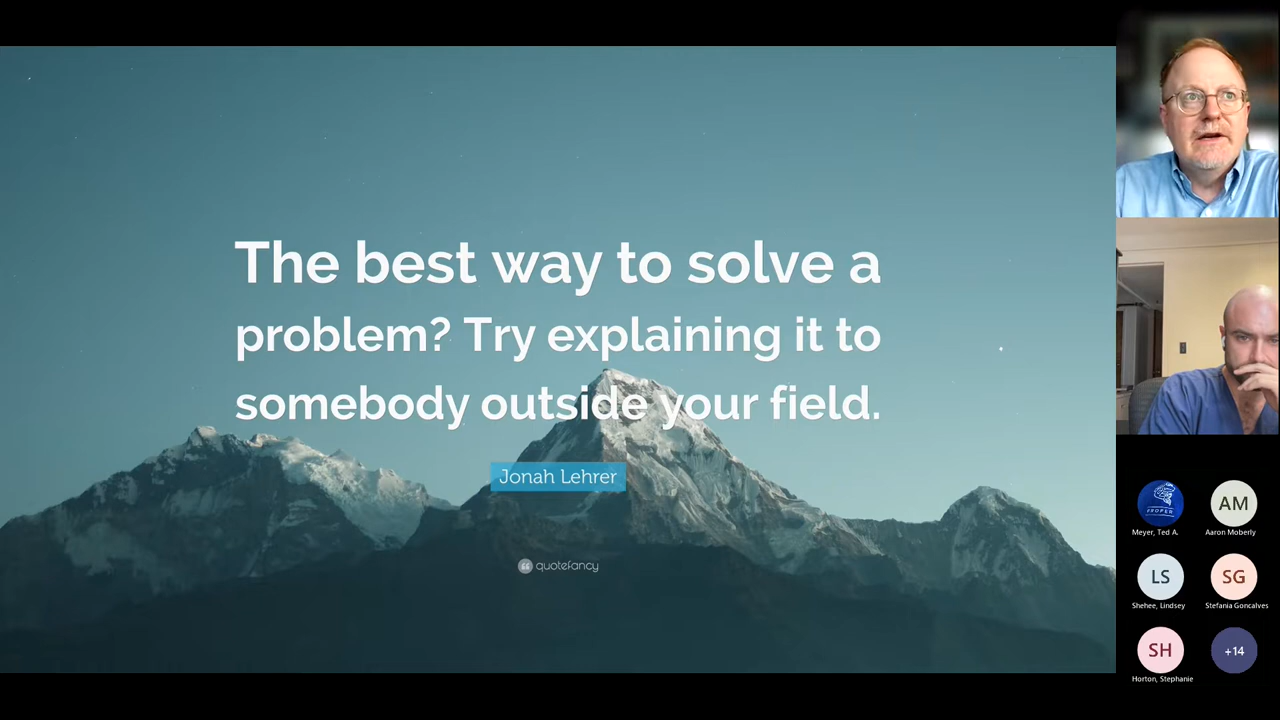 The best way to solve a
problem? Try explaining it to
somebody outside your field.
Jonah Lehrer
quotefancy
PROPER
Meyer, Ted A.
AM
Aaron Moberly
LS
Shehee, Lindsey
SG
Stefania Goncalves
SH
Horton, Stephanie
+14